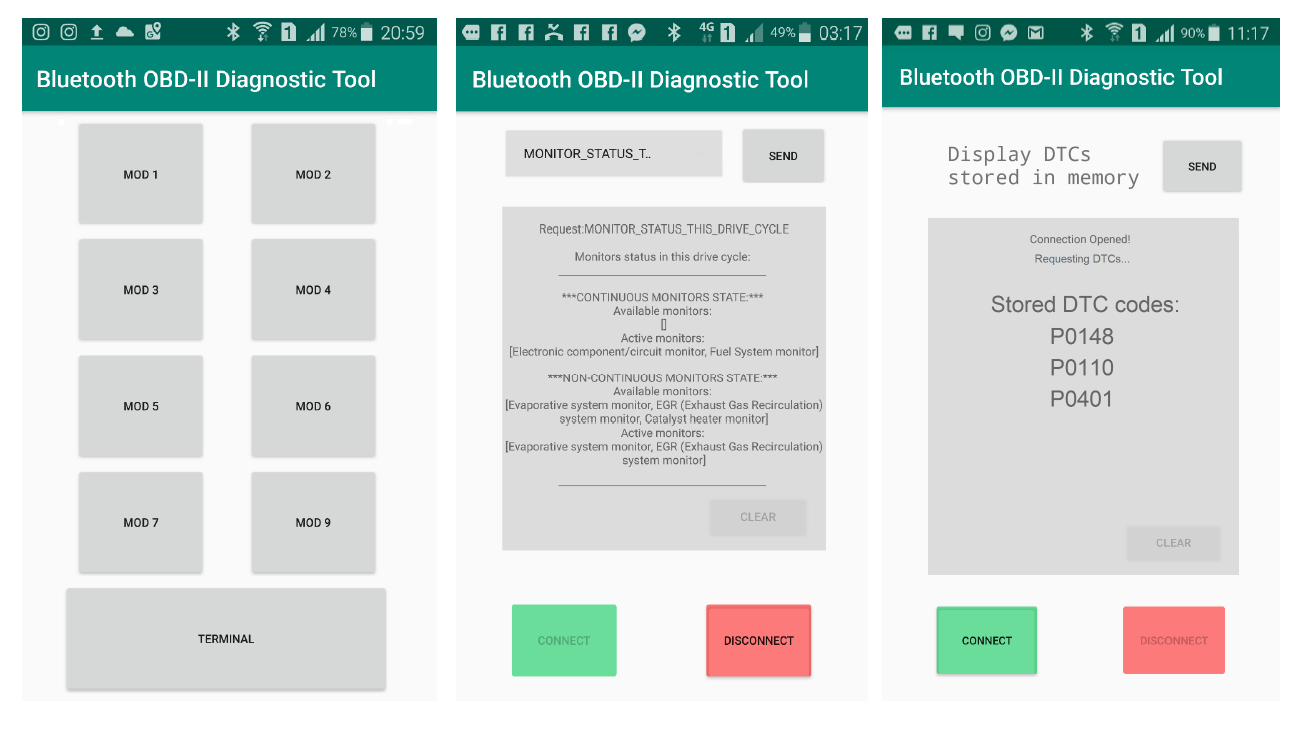 78% 20:59
Bluetooth OBD-II Diagnostic Tool
MOD 1
MOD 2
MOD 3
MOD 4
MOD 5
MOD 6
MOD 7
MOD 9
TERMINAL
4G 1 49% 03:17
Bluetooth OBD-II Diagnostic Tool
MONITOR_STATUS_T..
SEND
Request:MONITOR_STATUS_THIS_DRIVE_CYCLE
Monitors status in this drive cycle:
***CONTINUOUS MONITORS STATE:***
Available monitors:
[]
Active monitors:
[Electronic component/circuit monitor, Fuel System monitor]
***NON-CONTINUOUS MONITORS STATE:***
Available monitors:
[Evaporative system monitor, EGR (Exhaust Gas Recirculation)
system monitor, Catalyst heater monitor]
Active monitors:
[Evaporative system monitor, EGR (Exhaust Gas Recirculation)
system monitor]
CLEAR
CONNECT
DISCONNECT
1 90% 11:17
Bluetooth OBD-II Diagnostic Tool
Display DTCs
stored in memory
SEND
Connection Opened!
Requesting DTCs...
Stored DTC codes:
P0148
P0110
P0401
CLEAR
CONNECT
DISCONNECT